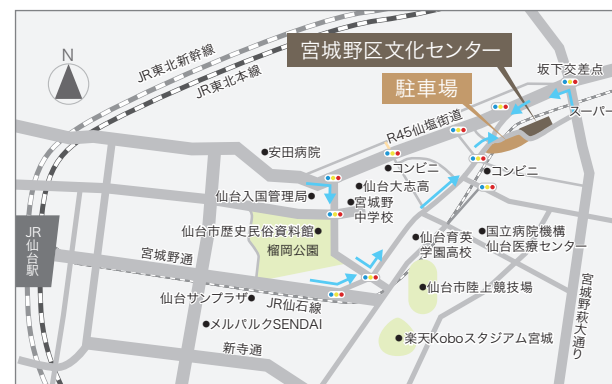 N
JR東北新幹線
JR東北本線
宮城野区文化センター
駐車場
坂下交差点
スーパー
R45仙塩街道
安田病院
コンビニ
コンビニ
仙台大志高
仙台入国管理局
宮城野
中学校
仙台市歴史民俗資料館
榴岡公園
仙台育英
学園高校
国立病院機構
仙台医療センター
JR
仙台駅
宮城野通
仙台サンプラザ
JR仙石線
仙台市陸上競技場
宮城野萩大通り
メルパルクSENDAI
新寺通
楽天Koboスタジアム宮城